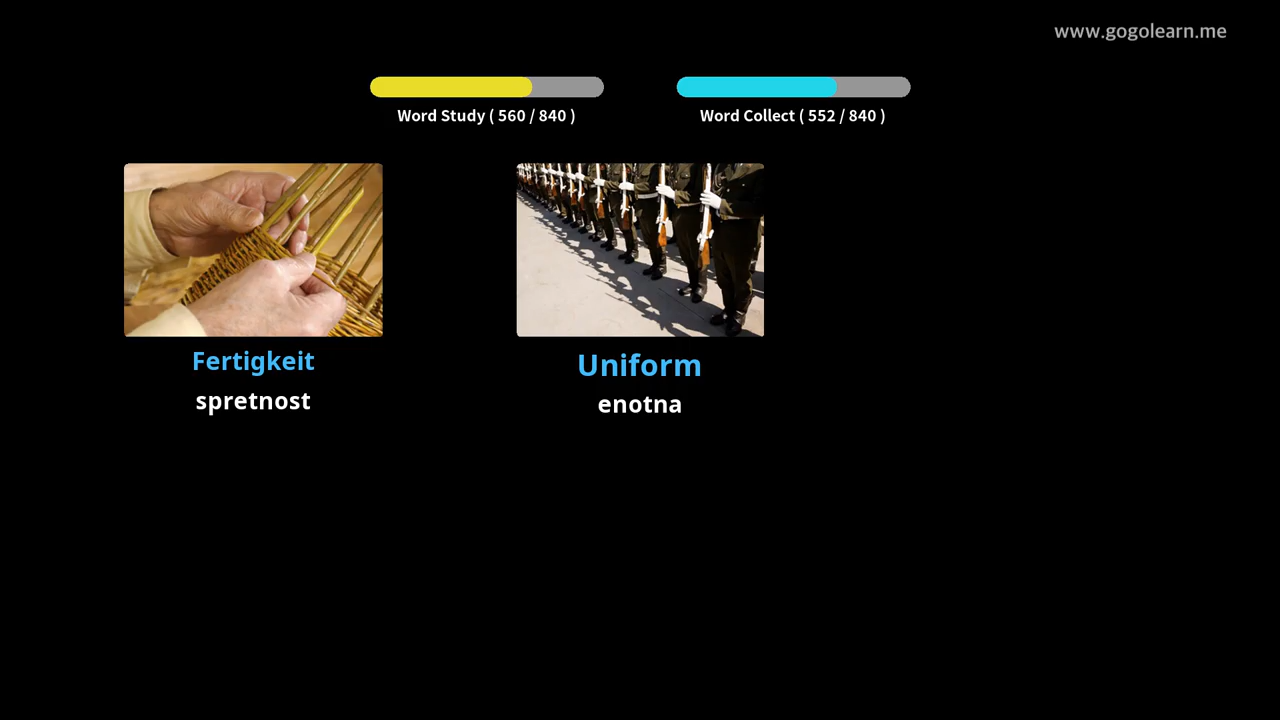 www.gogolearn.me
Word Study ( 560 / 840 )
Word Collect ( 552 / 840 )
Fertigkeit
spretnost
Uniform
enotna